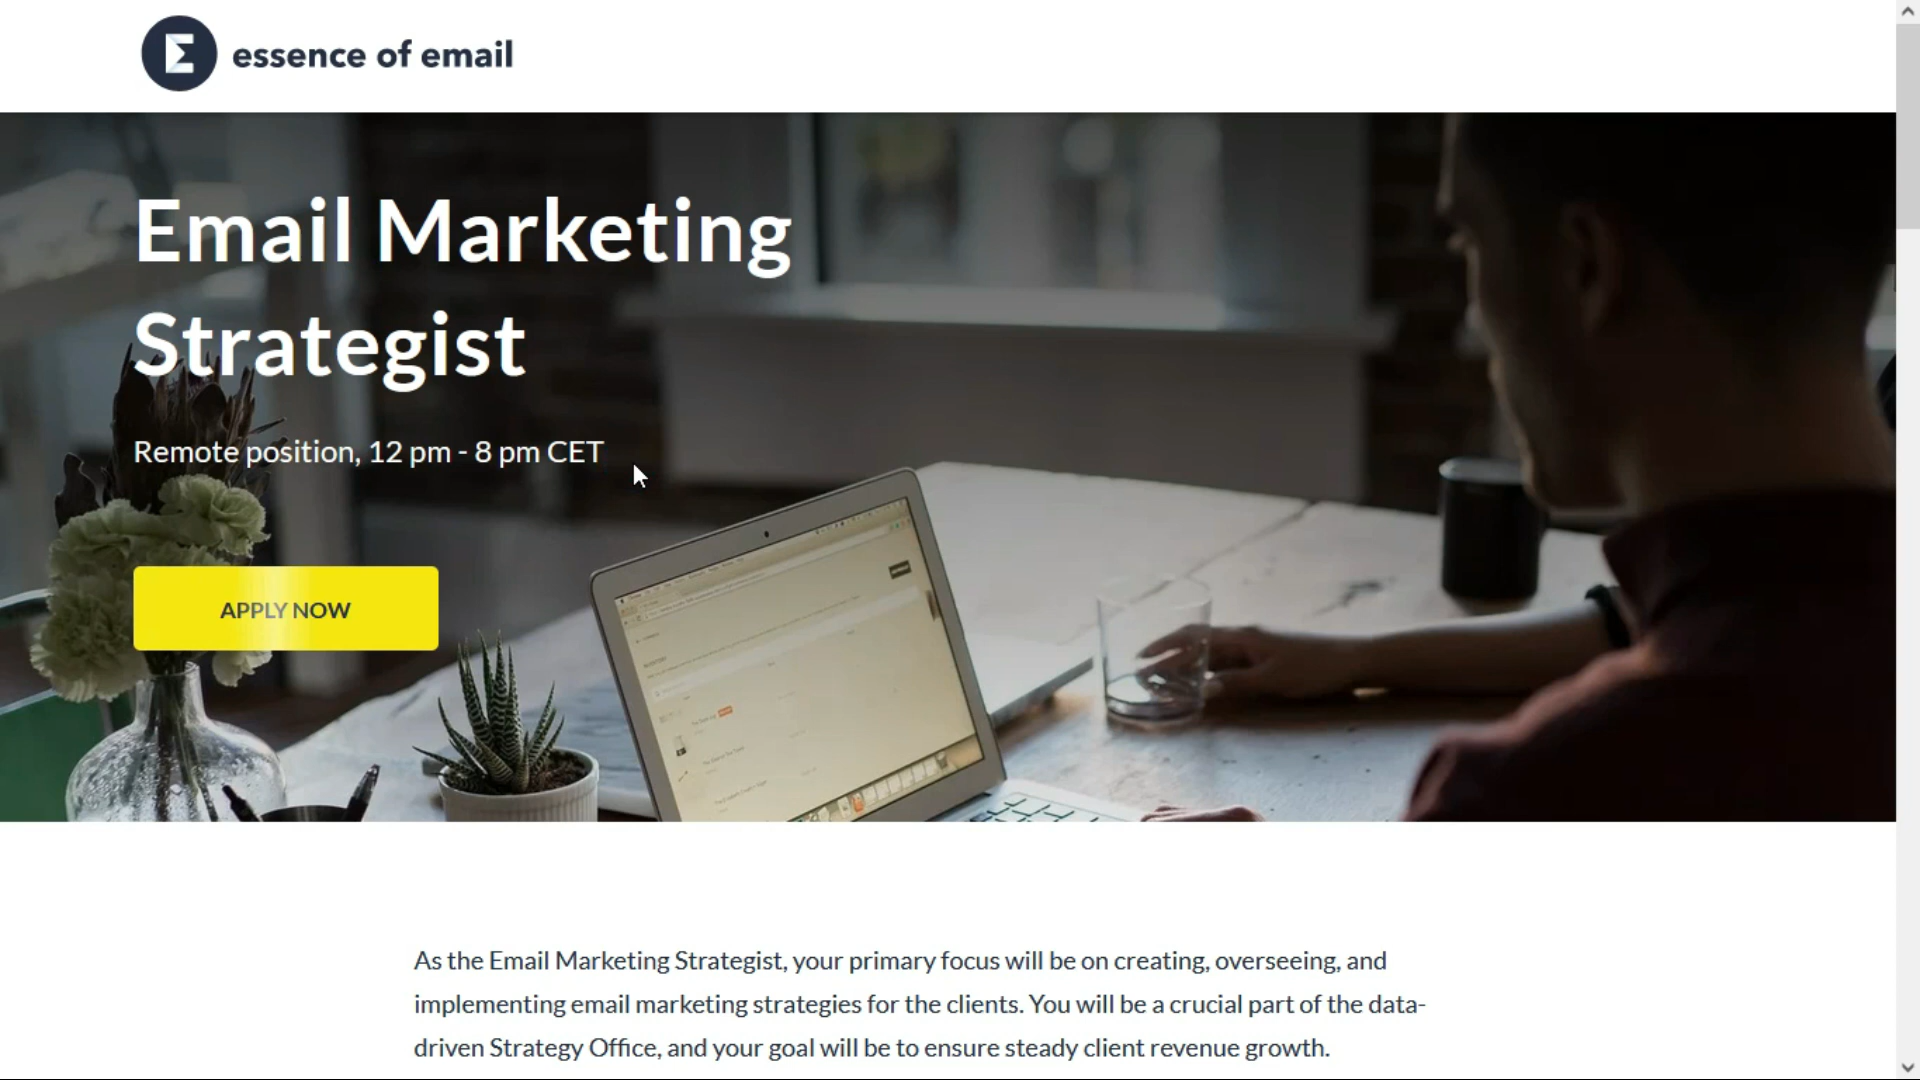 essence of email
Email Marketing
Strategist
Remote position, 12 pm - 8 pm CET
APPLY NOW
As the Email Marketing Strategist, your primary focus will be on creating, overseeing, and
implementing email marketing strategies for the clients. You will be a crucial part of the data-
driven Strategy Office, and your goal will be to ensure steady client revenue growth.